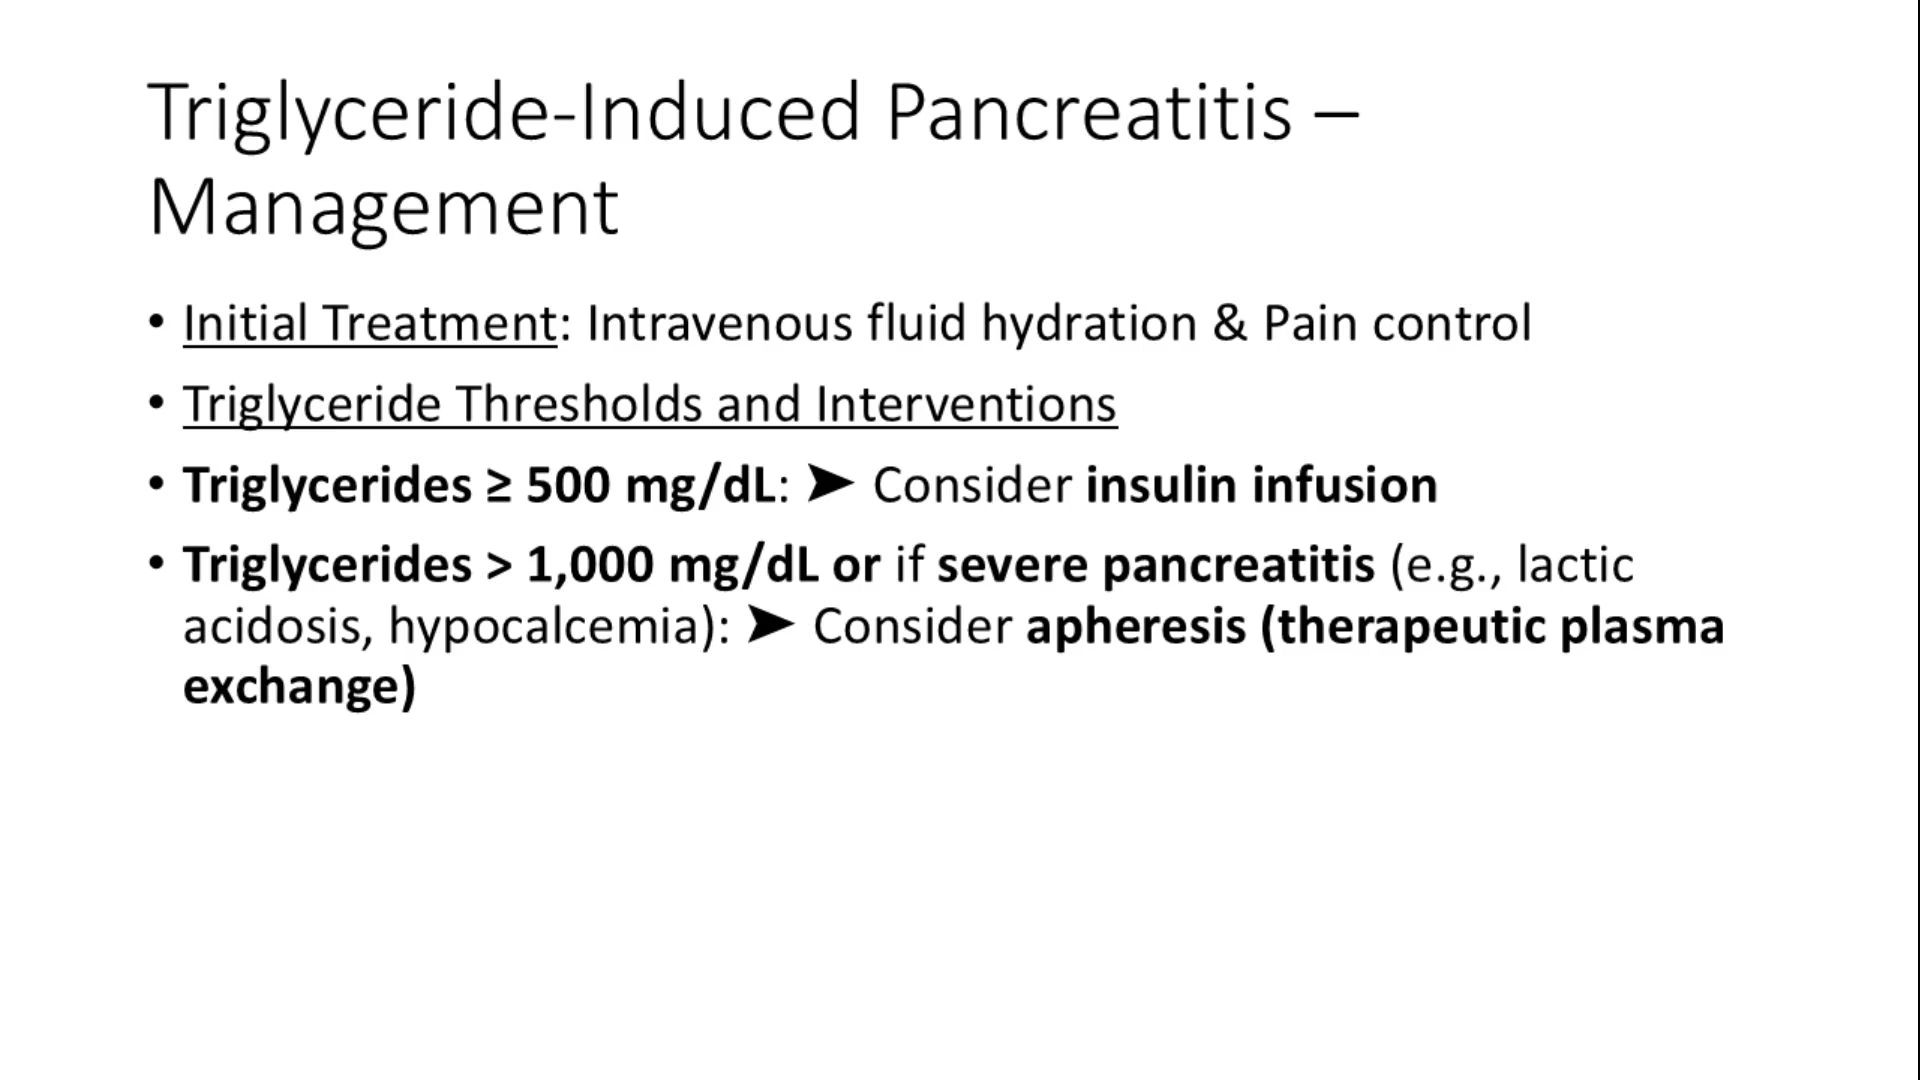 Triglyceride-Induced Pancreatitis –
Management
• Initial Treatment: Intravenous fluid hydration & Pain control
• Triglyceride Thresholds and Interventions
• Triglycerides ≥ 500 mg/dL: ➤ Consider insulin infusion
• Triglycerides > 1,000 mg/dL or if severe pancreatitis (e.g., lactic
acidosis, hypocalcemia): ➤ Consider apheresis (therapeutic plasma
exchange)